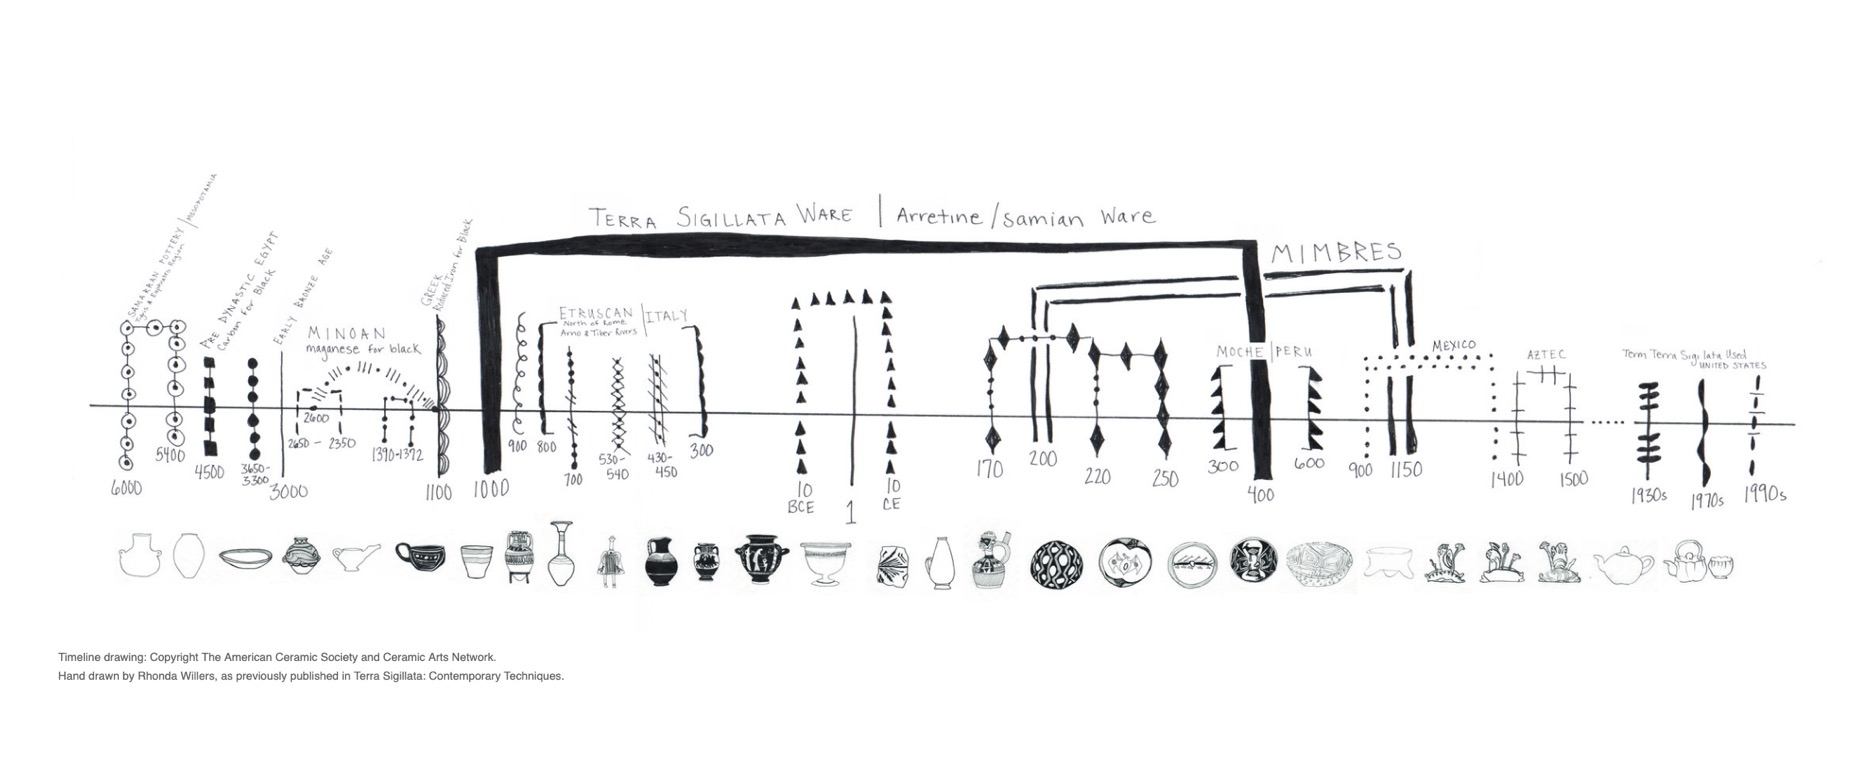 SAMARRAN POTTERY | MESOPOTAMIA
Tigris & Euphrates Region
PRE DYNASTIC EGYPT
Carbon for Black
EARLY BRONZE AGE
MINOAN
maganese for black
GREEK
Reduced Iron for Black
TERRA SIGILLATA WARE | Arretine/Samian Ware
ETRUSCAN | ITALY
North of Rome
Arno & Tiber Rivers
MIMBRES
MOCHE | PERU
MEXICO
AZTEC
Term Terra Sigillata Used
UNITED STATES
6000
5400
4500
3650-
3300
3000
2600
2650 - 2350
1390-1372
1100
1000
900
800
700
530-
540
430-
450
300
10
BCE
1
10
CE
170
200
220
250
300
400
600
900
1150
1400
1500
1930s
1970s
1990s
Timeline drawing: Copyright The American Ceramic Society and Ceramic Arts Network.
Hand drawn by Rhonda Willers, as previously published in Terra Sigillata: Contemporary Techniques.